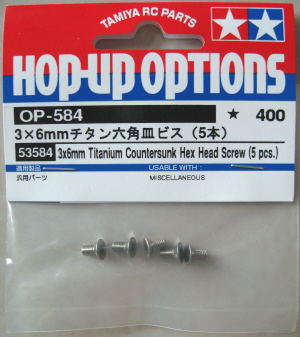 TAMIYA RC PARTS
HOP-UP OPTIONS
OP-584 ★ 400
3×6mmチタン六角皿ビス (5本)
53584 3x6mm Titanium Countersunk Hex Head Screw (5 pcs.)
適用製品 USABLE WITH:
汎用パーツ MISCELLANEOUS